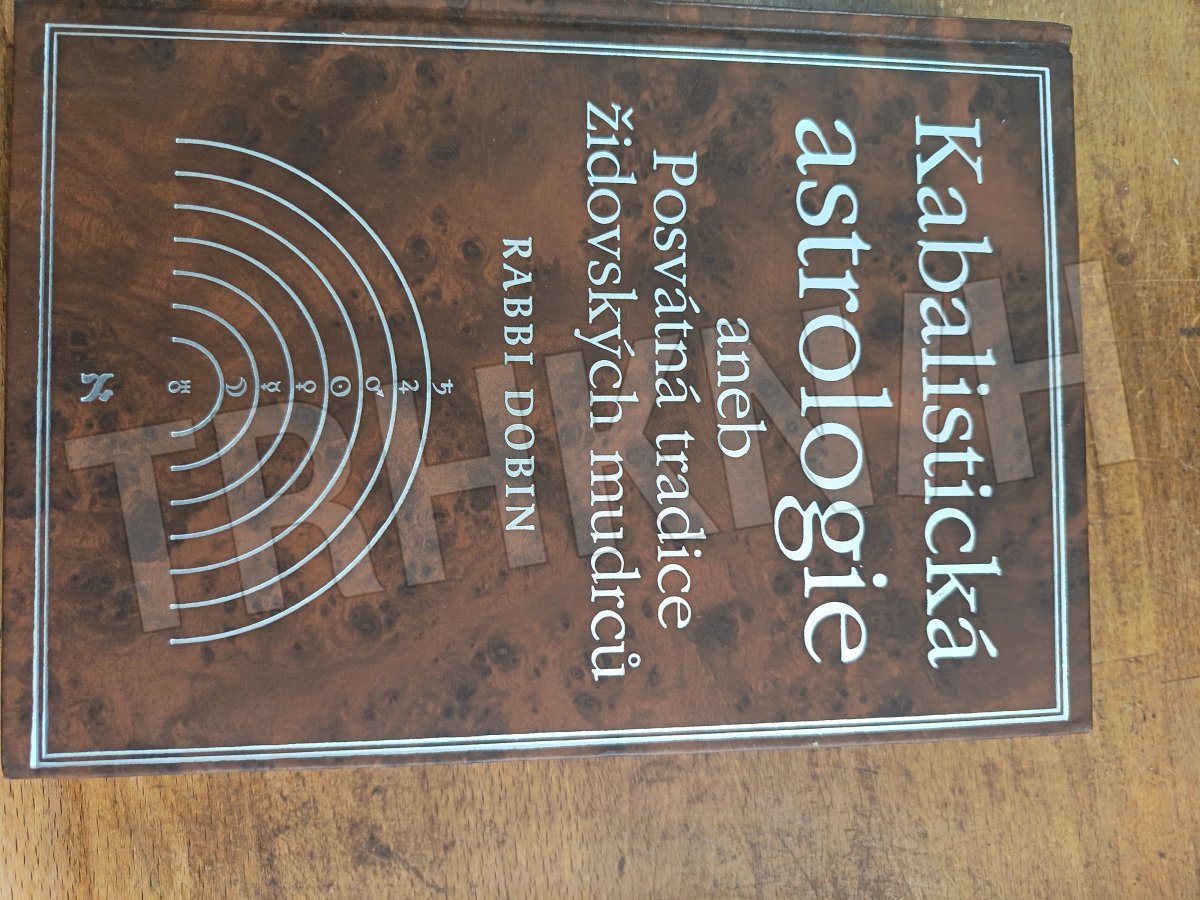 Kabalistická
astrologie
aneb
Posvátná tradice
židovských mudrců
RABBI DOBIN
♄
♃
♂
☉
♀
☿
☽
♅
TRHKNIH